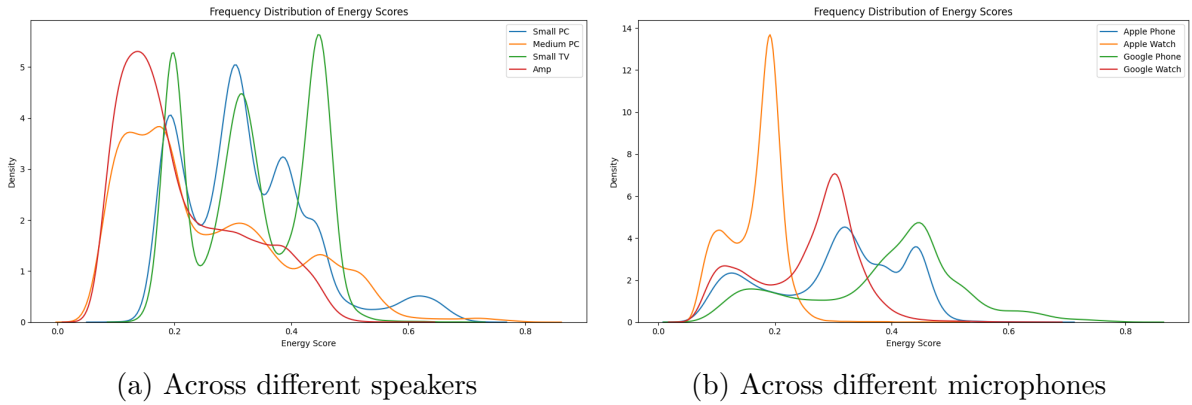 Frequency Distribution of Energy Scores
Small PC
Medium PC
Small TV
Amp
Density
5
4
3
2
1
0
0.0 0.2 0.4 0.6 0.8
Energy Score
(a) Across different speakers
Frequency Distribution of Energy Scores
Apple Phone
Apple Watch
Google Phone
Google Watch
Density
14
12
10
8
6
4
2
0
0.0 0.2 0.4 0.6 0.8
Energy Score
(b) Across different microphones